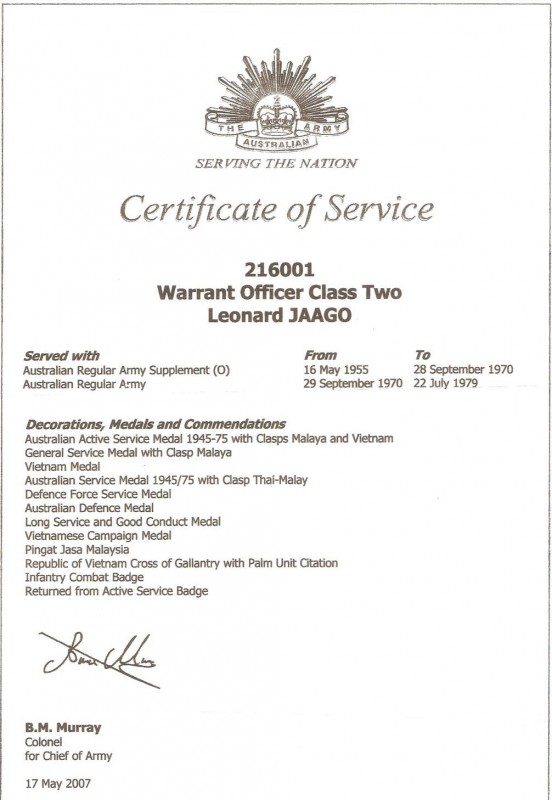 THE AUSTRALIAN ARMY
SERVING THE NATION
Certificate of Service
216001
Warrant Officer Class Two
Leonard JAAGO
Served with From To
Australian Regular Army Supplement (O) 16 May 1955 28 September 1970
Australian Regular Army 29 September 1970 22 July 1979
Decorations, Medals and Commendations
Australian Active Service Medal 1945-75 with Clasps Malaya and Vietnam
General Service Medal with Clasp Malaya
Vietnam Medal
Australian Service Medal 1945/75 with Clasp Thai-Malay
Defence Force Service Medal
Australian Defence Medal
Long Service and Good Conduct Medal
Vietnamese Campaign Medal
Pingat Jasa Malaysia
Republic of Vietnam Cross of Gallantry with Palm Unit Citation
Infantry Combat Badge
Returned from Active Service Badge
B.M. Murray
Colonel
for Chief of Army
17 May 2007